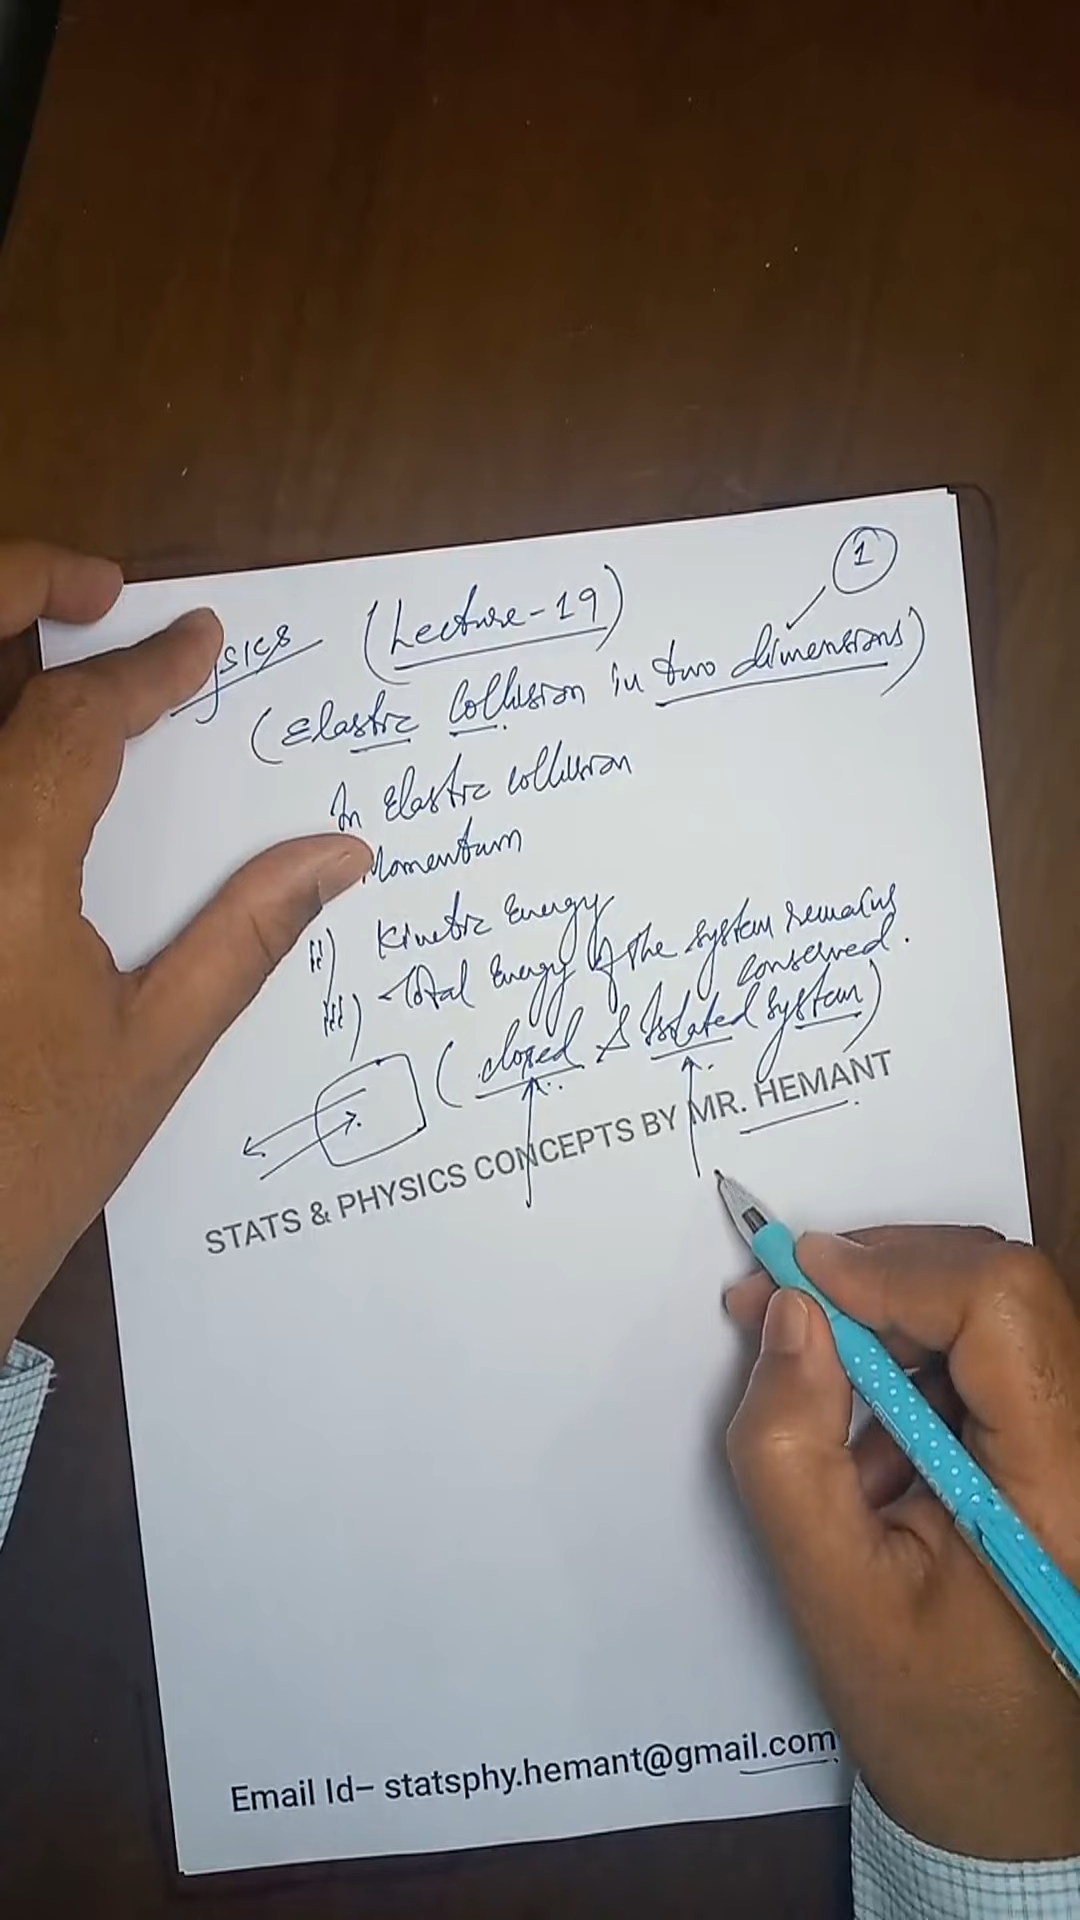 (Lecture-19)
1
(Elastic Collision in two dimensions)
In Elastic collision
Momentum
ii) Kinetic Energy
iii) Total Energy of the system remains
conserved.
(closed & Isolated system)
STATS & PHYSICS CONCEPTS BY MR. HEMANT
Email Id– statsphy.hemant@gmail.com